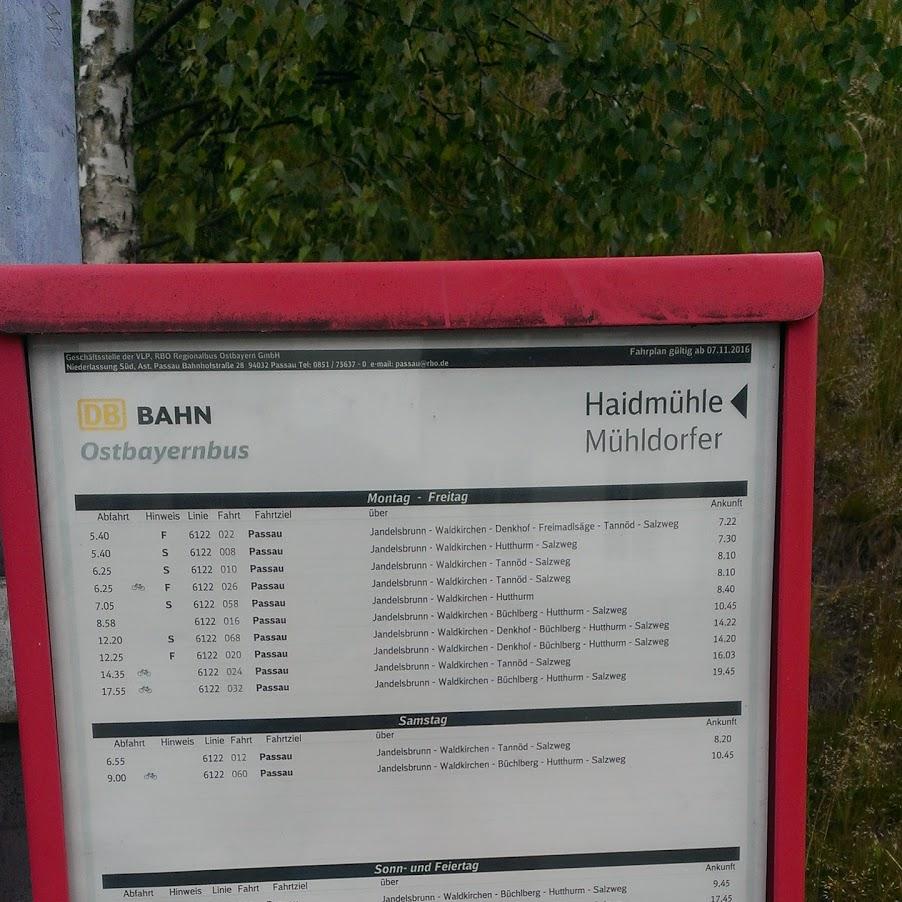 Geschäftsstelle der VLP, RBO Regionalbus Ostbayern GmbH Fahrplan gültig ab 07.11.2016
Niederlassung Süd, Ast. Passau Bahnhofstraße 28 94032 Passau Tel: 0851 / 75637 - 0 e-mail: passau@rbo.de
DB BAHN Haidmühle
Ostbayernbus Mühldorfer
Montag - Freitag
Abfahrt Hinweis Linie Fahrt Fahrtziel über Ankunft
5.40 F 6122 022 Passau Jandelsbrunn - Waldkirchen - Denkhof - Freimadlsäge - Tannöd - Salzweg 7.22
5.40 S 6122 008 Passau Jandelsbrunn - Waldkirchen - Hutthurm - Salzweg 7.30
6.25 S 6122 010 Passau Jandelsbrunn - Waldkirchen - Tannöd - Salzweg 8.10
6.25 F 6122 026 Passau Jandelsbrunn - Waldkirchen - Tannöd - Salzweg 8.10
7.05 S 6122 058 Passau Jandelsbrunn - Waldkirchen - Hutthurm 8.40
8.58 6122 016 Passau Jandelsbrunn - Waldkirchen - Büchlberg - Hutthurm - Salzweg 10.45
12.20 S 6122 068 Passau Jandelsbrunn - Waldkirchen - Denkhof - Büchlberg - Hutthurm - Salzweg 14.22
12.25 F 6122 020 Passau Jandelsbrunn - Waldkirchen - Denkhof - Büchlberg - Hutthurm - Salzweg 14.20
14.35 6122 024 Passau Jandelsbrunn - Waldkirchen - Tannöd - Salzweg 16.03
17.55 6122 032 Passau Jandelsbrunn - Waldkirchen - Büchlberg - Hutthurm - Salzweg 19.45
Samstag
Abfahrt Hinweis Linie Fahrt Fahrtziel über Ankunft
6.55 6122 012 Passau Jandelsbrunn - Waldkirchen - Tannöd - Salzweg 8.20
9.00 6122 060 Passau Jandelsbrunn - Waldkirchen - Büchlberg - Hutthurm - Salzweg 10.45
Sonn- und Feiertag
Abfahrt Hinweis Linie Fahrt Fahrtziel über Ankunft
Jandelsbrunn - Waldkirchen - Büchlberg - Hutthurm - Salzweg 9.45
17.45